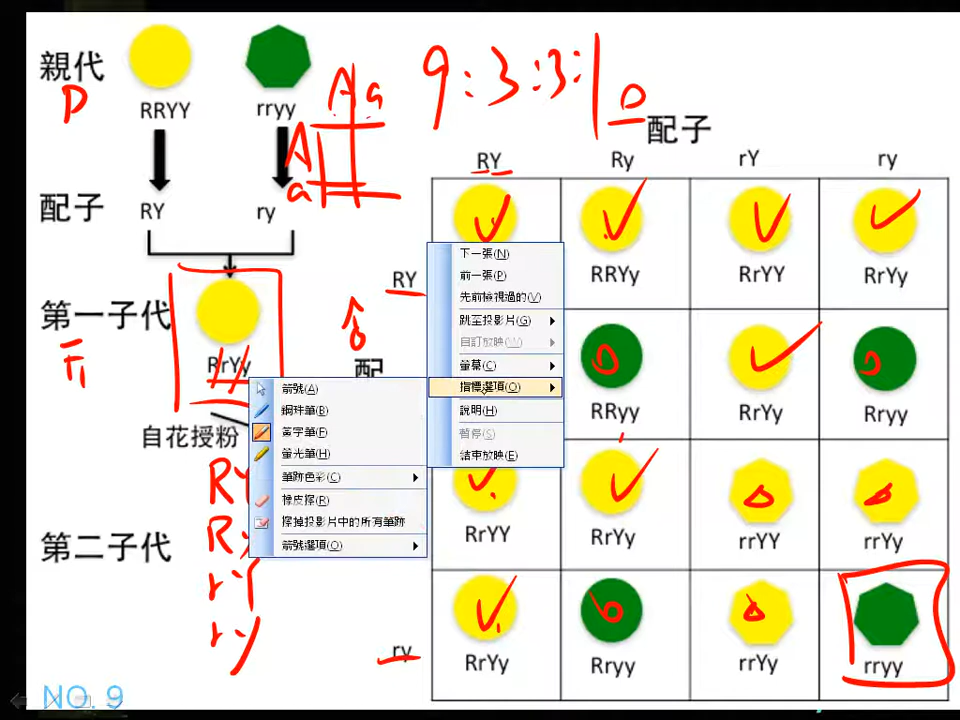 親代
P
RRYY
rryy
A a
A
a
9:3:3:1
配子
RY
Ry
rY
ry
配子
RY
ry
第一子代
F1
RrYy
自花授粉
第二子代
Ry
rY
ry
RY
配
ry
RRYy
RrYY
RrYy
RRyy
RrYy
Rryy
RrYY
RrYy
rrYY
rrYy
RrYy
Rryy
rrYy
rryy
下一張(N)
前一張(P)
先前檢視過的(V)
跳至投影片(G)
自訂放映(W)
螢幕(C)
指標選項(O)
說明(H)
暫停(S)
結束放映(E)
箭號(A)
鋼珠筆(B)
簽字筆(F)
螢光筆(H)
筆跡色彩(C)
橡皮擦(R)
擦掉投影片中的所有筆跡
箭號選項(O)
NO. 9